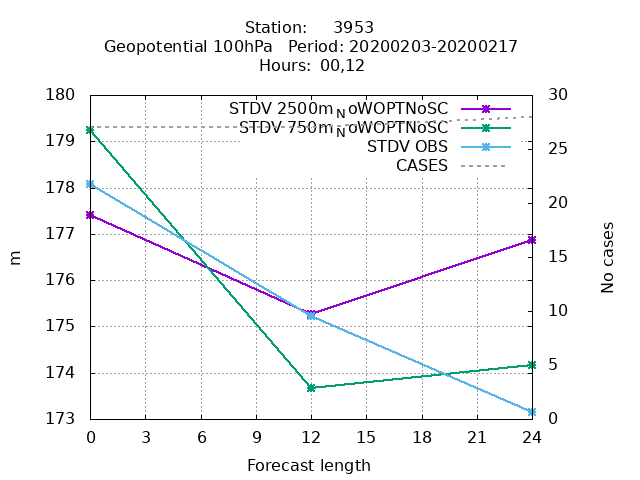 Station:     3953
Geopotential 100hPa   Period: 20200203-20200217
Hours:  00,12
180
179
178
177
176
175
174
173
30
25
20
15
10
5
0
STDV 2500m_NoWOPTNoSC
STDV 750m_NoWOPTNoSC
STDV OBS
CASES
m
No cases
0 3 6 9 12 15 18 21 24
Forecast length